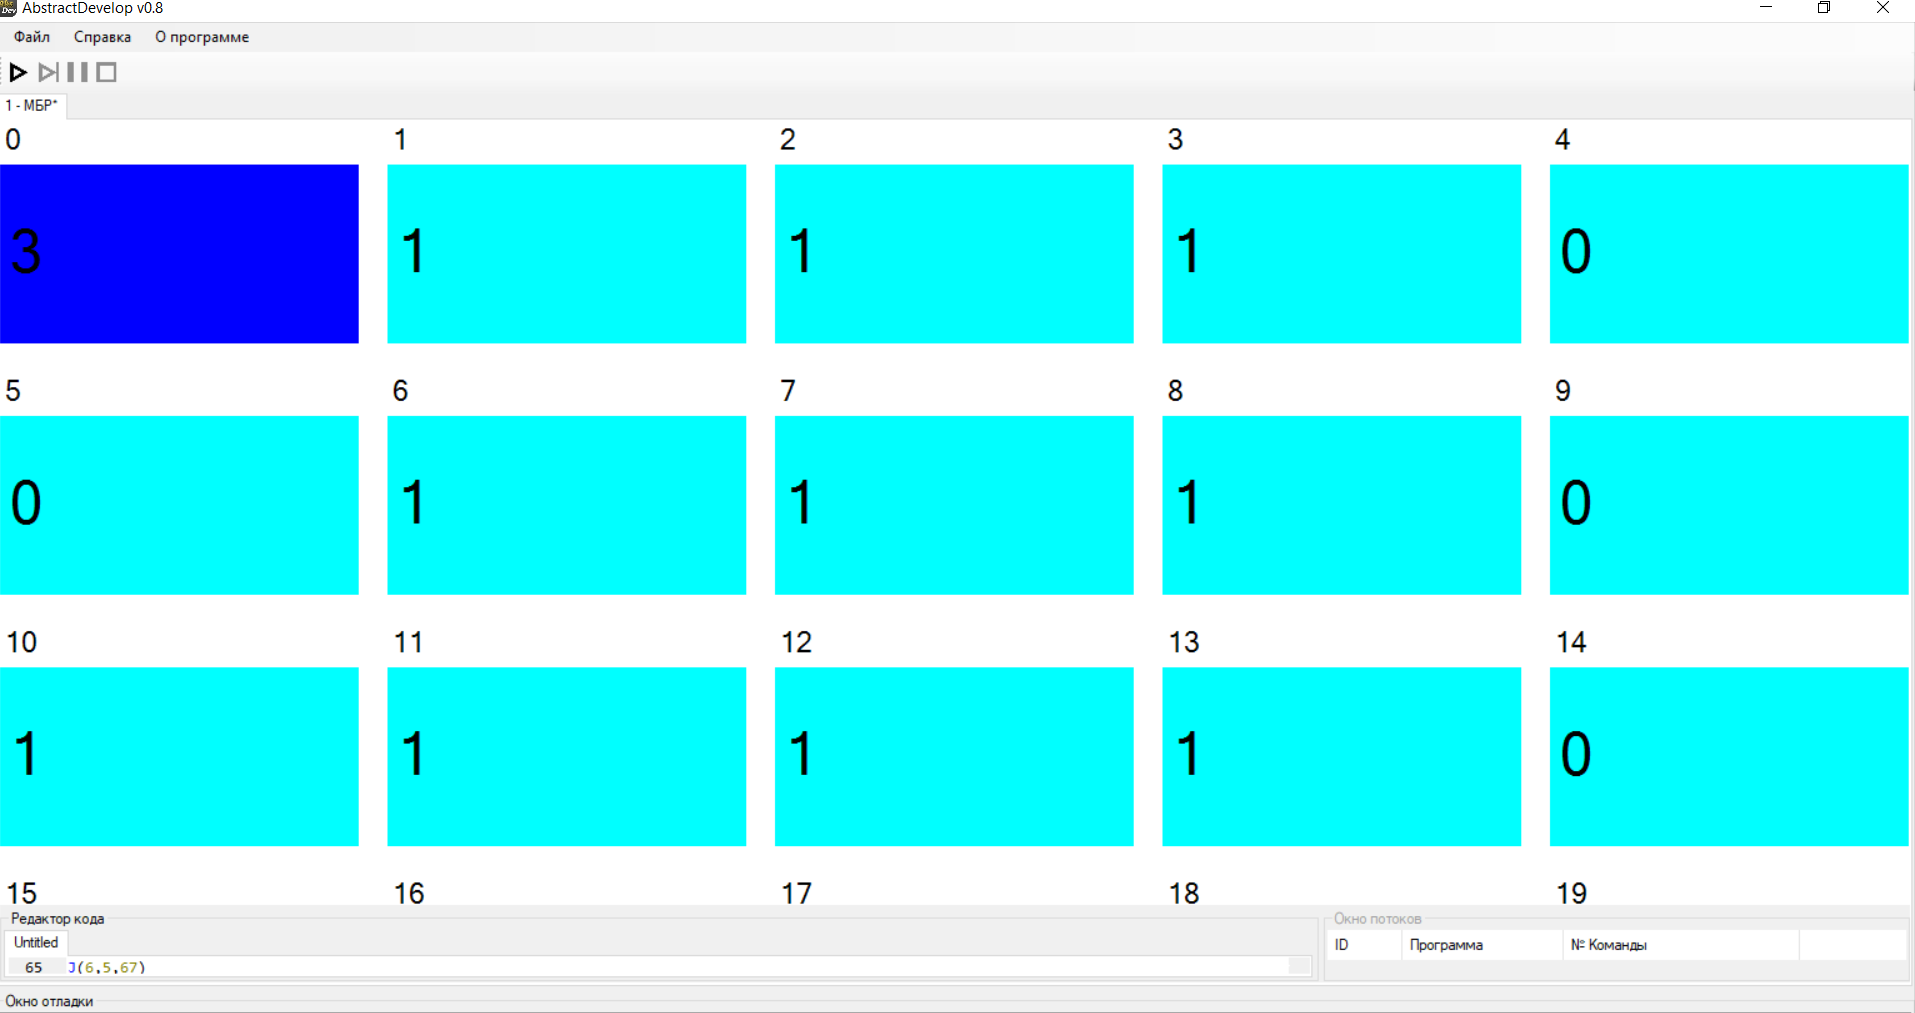 AbstractDevelop v0.8
Файл Справка О программе
1 - МБР*
0 1 2 3 4
3 1 1 1 0
5 6 7 8 9
0 1 1 1 0
10 11 12 13 14
1 1 1 1 0
15 16 17 18 19
Редактор кода
Окно потоков
Untitled
ID Программа № Команды
65 J(6,5,67)
Окно отладки